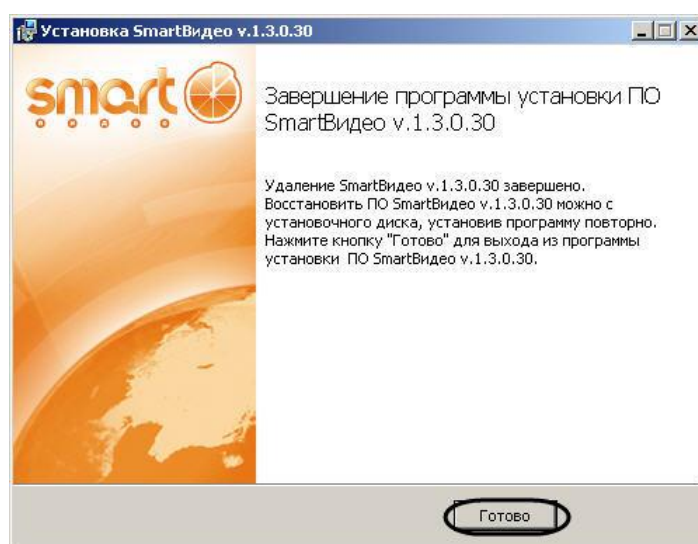 Установка SmartВидео v.1.3.0.30
smart
видео
Завершение программы установки ПО
SmartВидео v.1.3.0.30
Удаление SmartВидео v.1.3.0.30 завершено.
Восстановить ПО SmartВидео v.1.3.0.30 можно с
установочного диска, установив программу повторно.
Нажмите кнопку "Готово" для выхода из программы
установки ПО SmartВидео v.1.3.0.30.
Готово